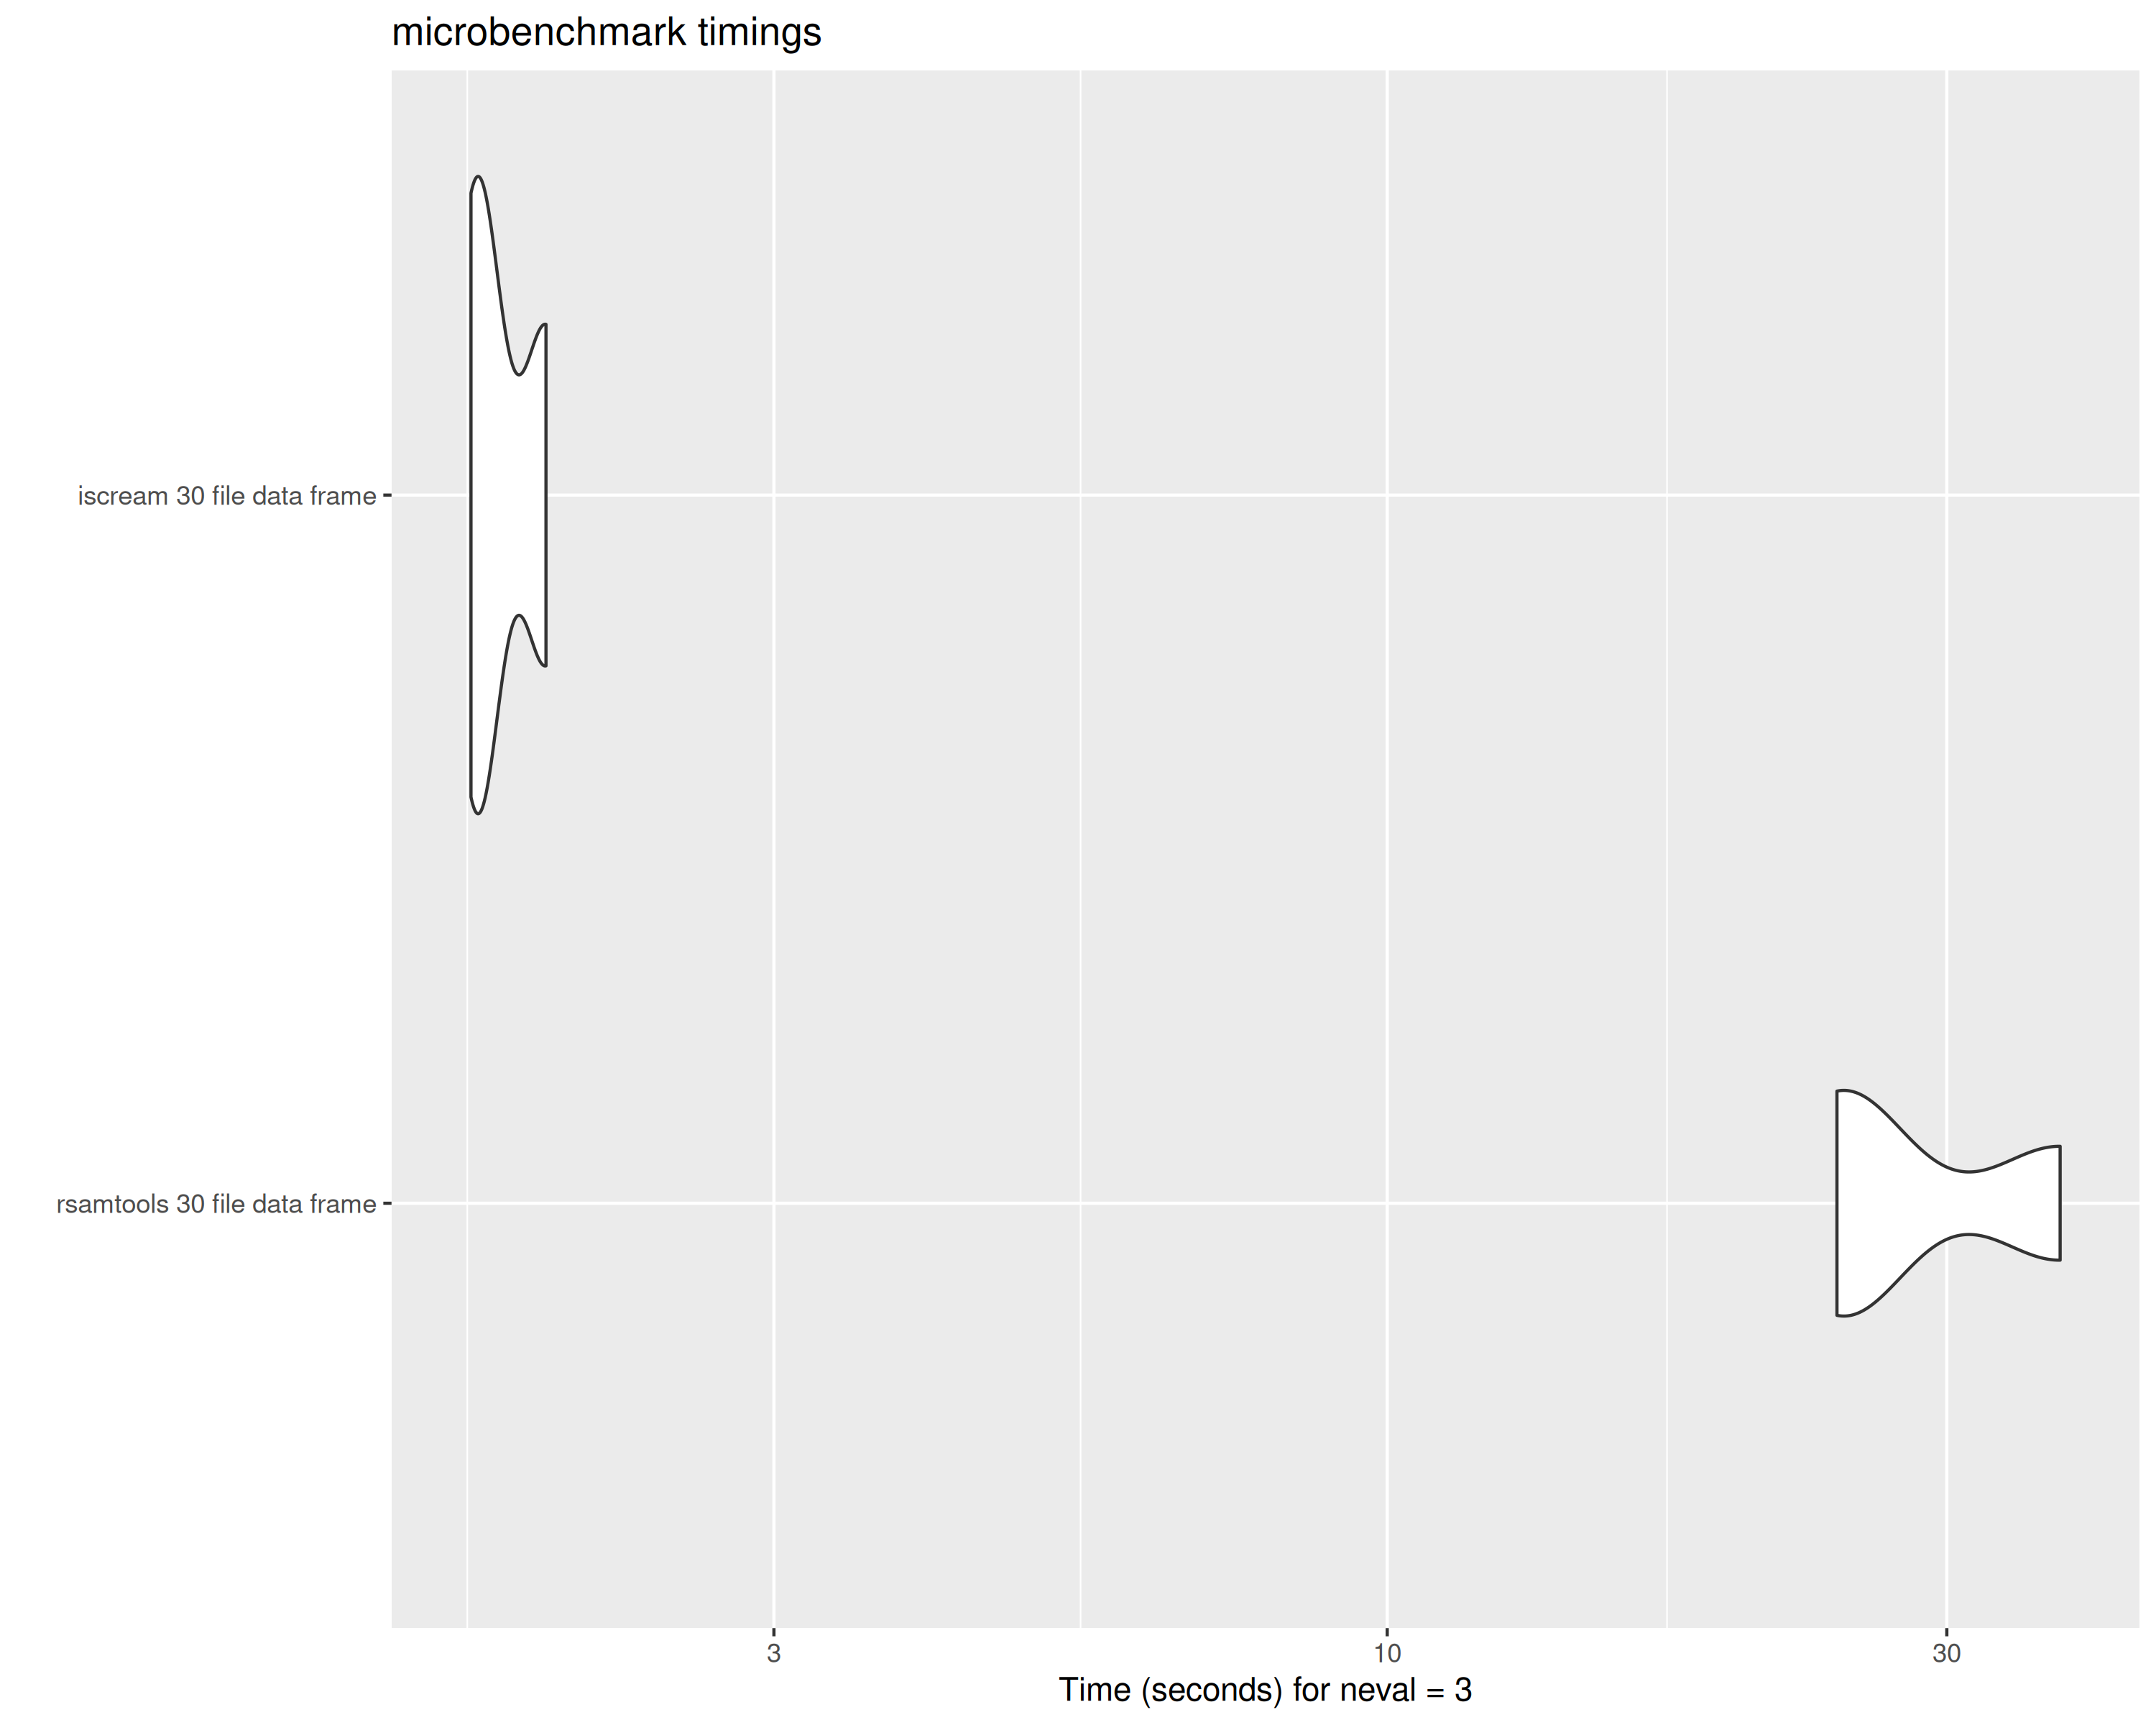 microbenchmark timings
iscream 30 file data frame
rsamtools 30 file data frame
3 10 30
Time (seconds) for neval = 3